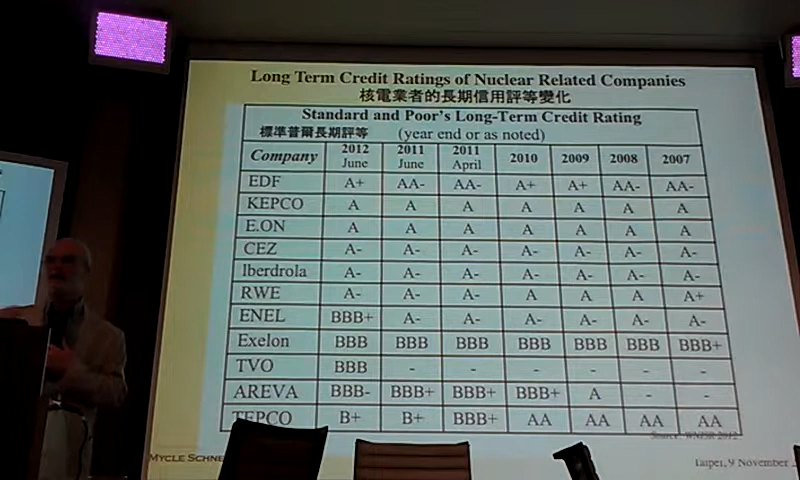 Long Term Credit Ratings of Nuclear Related Companies
核電業者的長期信用評等變化
Standard and Poor's Long-Term Credit Rating
標準普爾長期評等 (year end or as noted)
Company 2012 June 2011 June 2011 April 2010 2009 2008 2007
EDF A+ AA- AA- A+ A+ AA- AA-
KEPCO A A A A A A A
E.ON A A A A A A A
CEZ A- A- A- A- A- A- A-
Iberdrola A- A- A- A- A- A- A-
RWE A- A- A- A A A A+
ENEL BBB+ A- A- A- A- A- A-
Exelon BBB BBB BBB BBB BBB BBB BBB+
TVO BBB - - - - - -
AREVA BBB- BBB+ BBB+ BBB+ A - -
TEPCO B+ B+ BBB+ AA AA AA AA
Source: WNISR 2012
MYCLE Taipei, 9 November